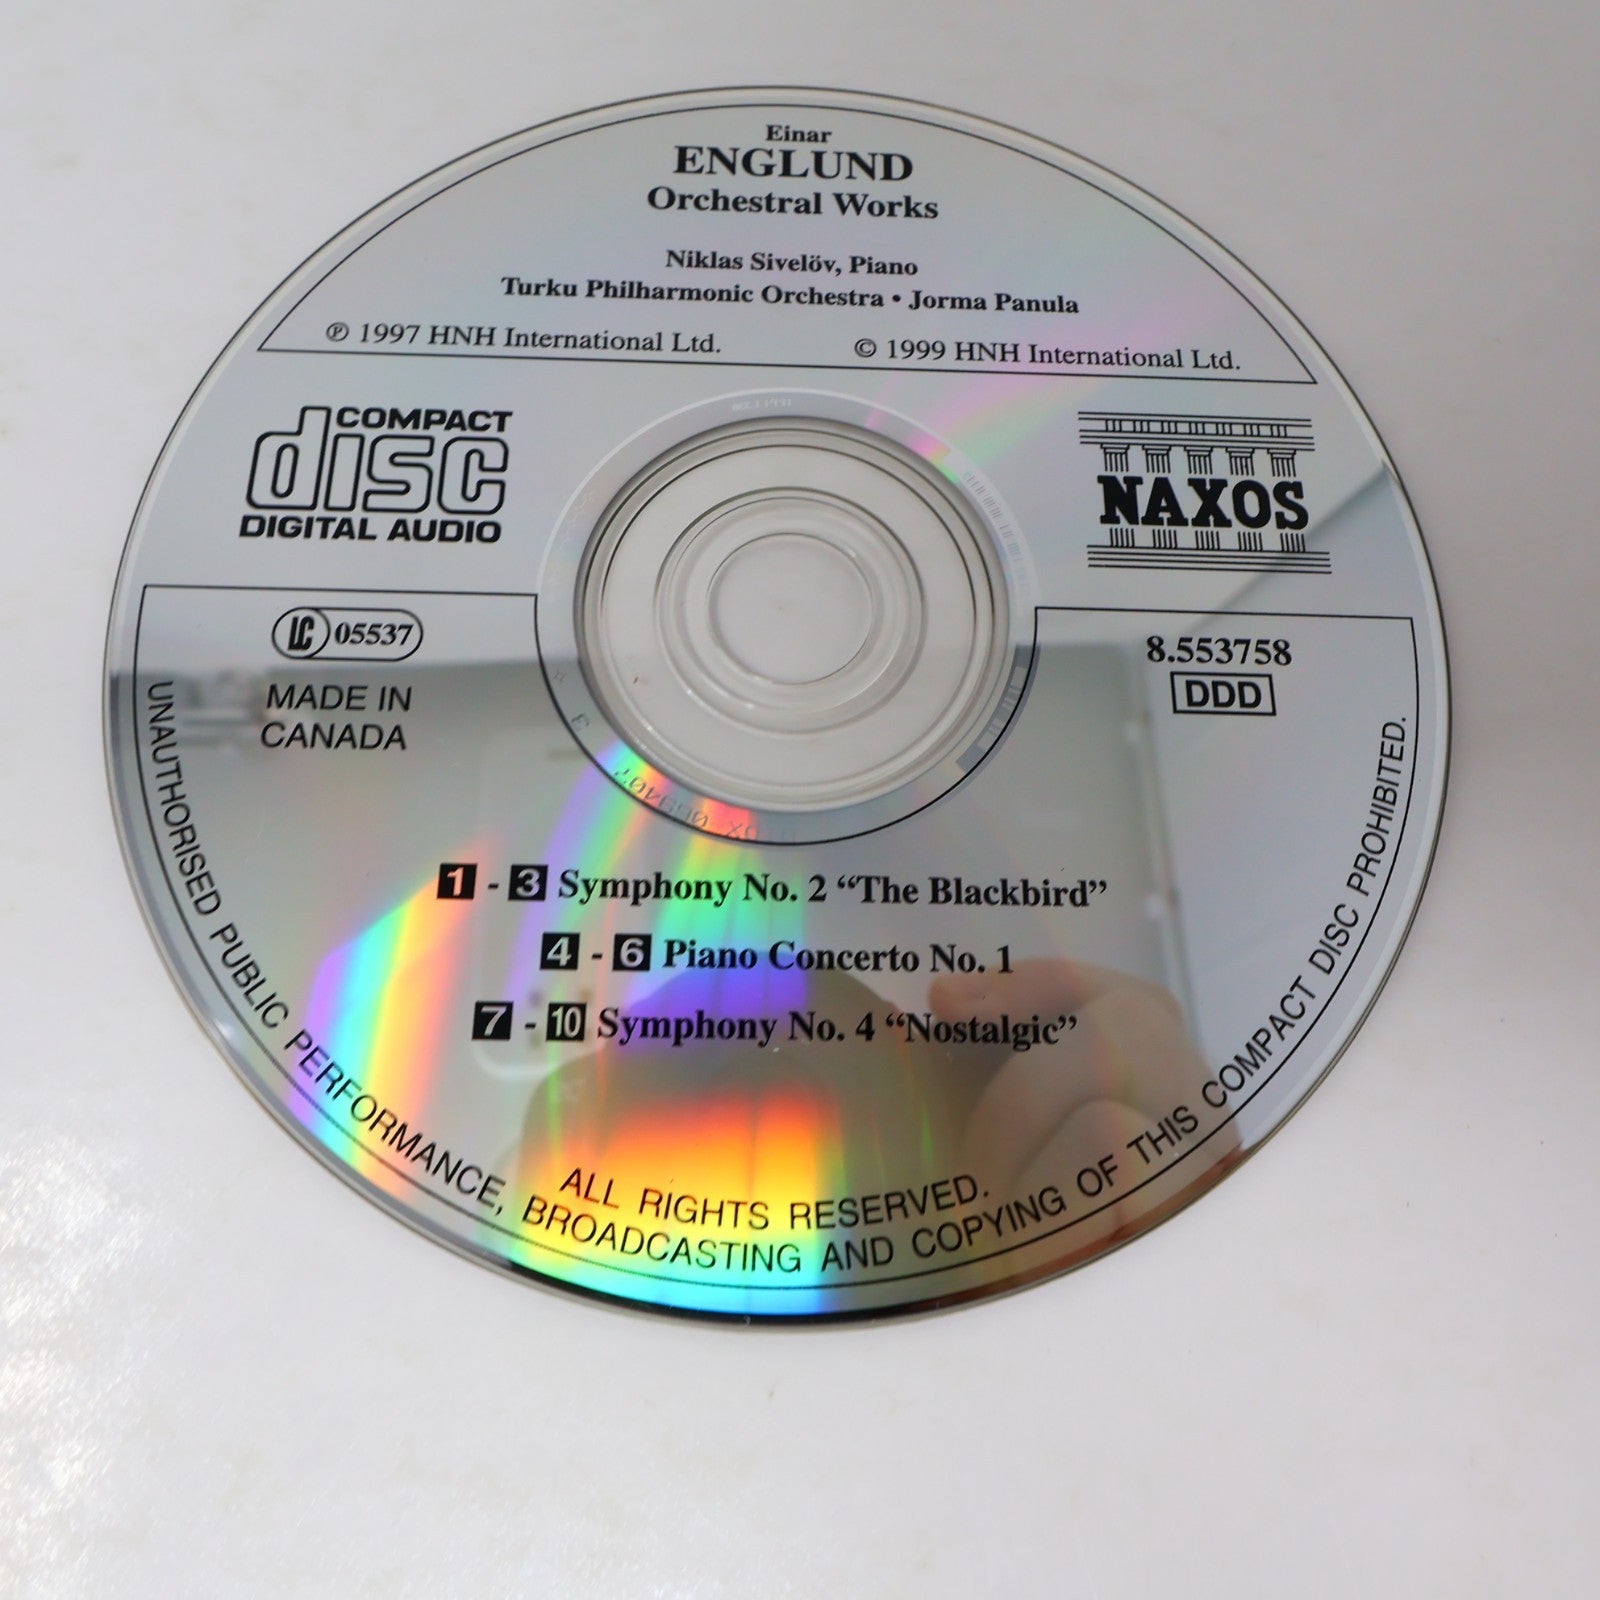 Einar
ENGLUND
Orchestral Works
Niklas Sivelöv, Piano
Turku Philharmonic Orchestra • Jorma Panula
℗ 1997 HNH International Ltd.
© 1999 HNH International Ltd.
COMPACT
disc
DIGITAL AUDIO
NAXOS
LC 05537
MADE IN
CANADA
8.553758
DDD
1 - 3 Symphony No. 2 “The Blackbird”
4 - 6 Piano Concerto No. 1
7 - 10 Symphony No. 4 “Nostalgic”
ALL RIGHTS RESERVED.
UNAUTHORISED PUBLIC PERFORMANCE, BROADCASTING AND COPYING OF THIS COMPACT DISC PROHIBITED.